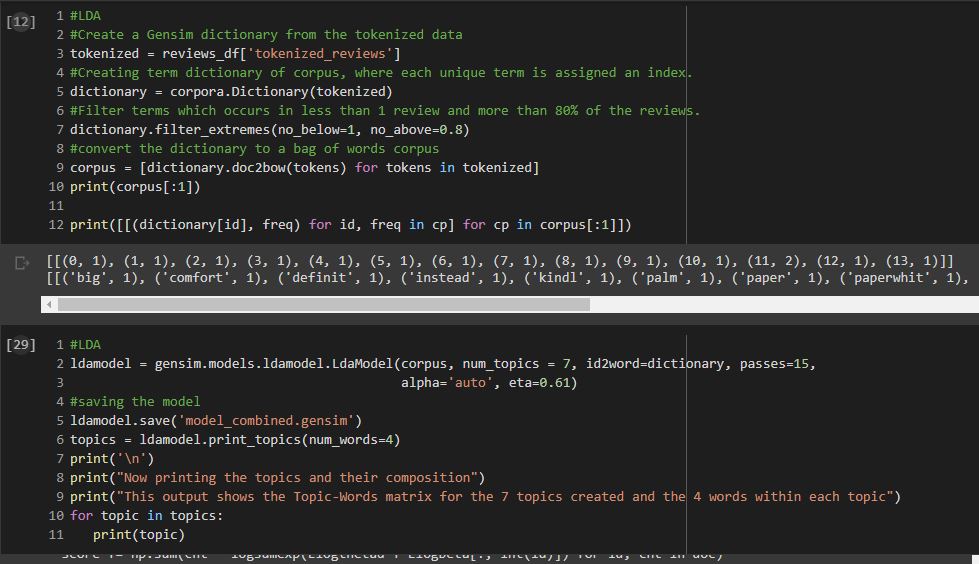 [12]
1 #LDA
2 #Create a Gensim dictionary from the tokenized data
3 tokenized = reviews_df['tokenized_reviews']
4 #Creating term dictionary of corpus, where each unique term is assigned an index.
5 dictionary = corpora.Dictionary(tokenized)
6 #Filter terms which occurs in less than 1 review and more than 80% of the reviews.
7 dictionary.filter_extremes(no_below=1, no_above=0.8)
8 #convert the dictionary to a bag of words corpus
9 corpus = [dictionary.doc2bow(tokens) for tokens in tokenized]
10 print(corpus[:1])
11
12 print([[(dictionary[id], freq) for id, freq in cp] for cp in corpus[:1]])
[[(0, 1), (1, 1), (2, 1), (3, 1), (4, 1), (5, 1), (6, 1), (7, 1), (8, 1), (9, 1), (10, 1), (11, 2), (12, 1), (13, 1)]]
[[('big', 1), ('comfort', 1), ('definit', 1), ('instead', 1), ('kindl', 1), ('palm', 1), ('paper', 1), ('paperwhit', 1),
[29]
1 #LDA
2 ldamodel = gensim.models.ldamodel.LdaModel(corpus, num_topics = 7, id2word=dictionary, passes=15,
3 alpha='auto', eta=0.61)
4 #saving the model
5 ldamodel.save('model_combined.gensim')
6 topics = ldamodel.print_topics(num_words=4)
7 print('\n')
8 print("Now printing the topics and their composition")
9 print("This output shows the Topic-Words matrix for the 7 topics created and the 4 words within each topic")
10 for topic in topics:
11 print(topic)